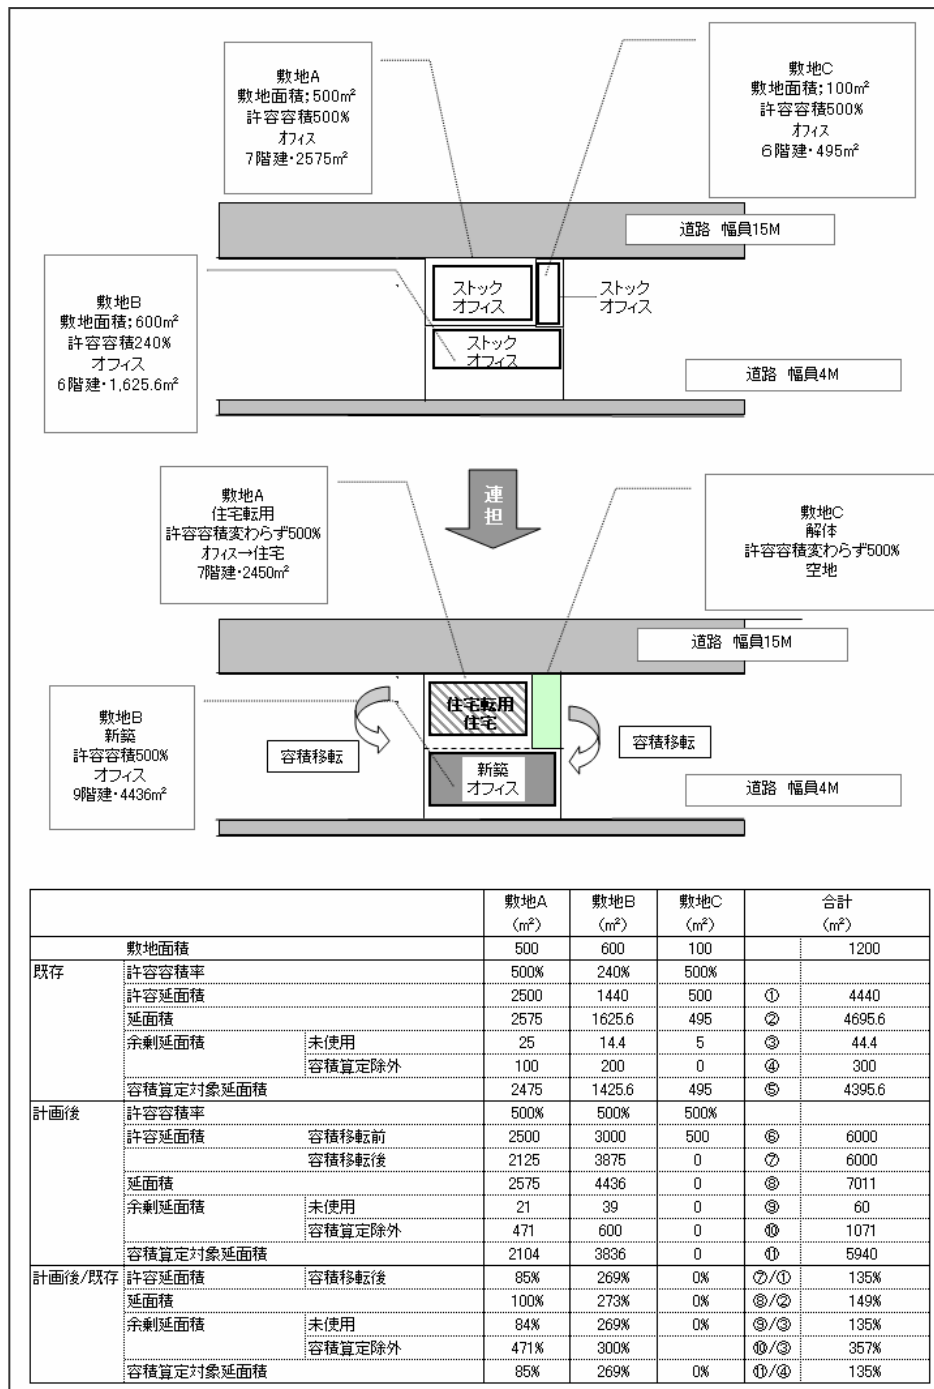 敷地A
敷地面積;500m²
許容容積500%
オフィス
7階建・2575m²
敷地C
敷地面積;100m²
許容容積500%
オフィス
6階建・495m²
道路 幅員15M
敷地B
敷地面積;600m²
許容容積240%
オフィス
6階建・1,625.6m²
ストック
オフィス
ストック
オフィス
ストック
オフィス
道路 幅員4M
敷地A
住宅転用
許容容積変わらず500%
オフィス→住宅
7階建・2450m²
連担
敷地C
解体
許容容積変わらず500%
空地
道路 幅員15M
敷地B
新築
許容容積500%
オフィス
9階建・4436m²
住宅転用
住宅
容積移転
容積移転
新築
オフィス
道路 幅員4M
敷地A 敷地B 敷地C 合計
(m²) (m²) (m²) (m²)
敷地面積 500 600 100 1200
既存 許容容積率 500% 240% 500%
許容延面積 2500 1440 500 ① 4440
延面積 2575 1625.6 495 ② 4695.6
余剰延面積 未使用 25 14.4 5 ③ 44.4
容積算定除外 100 200 0 ④ 300
容積算定対象延面積 2475 1425.6 495 ⑤ 4395.6
計画後 許容容積率 500% 500% 500%
許容延面積 容積移転前 2500 3000 500 ⑥ 6000
容積移転後 2125 3875 0 ⑦ 6000
延面積 2575 4436 0 ⑧ 7011
余剰延面積 未使用 21 39 0 ⑨ 60
容積算定除外 471 600 0 ⑩ 1071
容積算定対象延面積 2104 3836 0 ⑪ 5940
計画後/既存 許容延面積 容積移転後 85% 269% 0% ⑦/① 135%
延面積 100% 273% 0% ⑧/② 149%
余剰延面積 未使用 84% 269% 0% ⑨/③ 135%
容積算定除外 471% 300% ⑩/③ 357%
容積算定対象延面積 85% 269% 0% ⑪/④ 135%